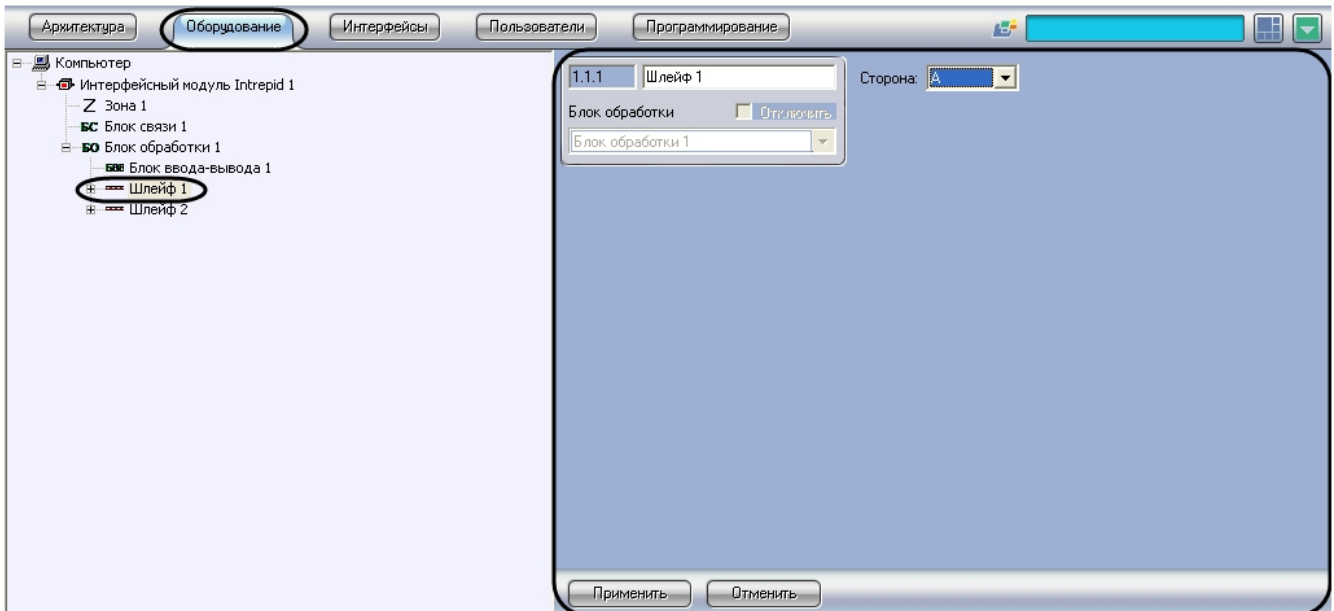 Архитектура Оборудование Интерфейсы Пользователи Программирование
Компьютер
Интерфейсный модуль Intrepid 1
Z Зона 1
БС Блок связи 1
БО Блок обработки 1
БВВ Блок ввода-вывода 1
Шлейф 1
Шлейф 2
1.1.1 Шлейф 1 Сторона: A
Блок обработки Отключить
Блок обработки 1
Применить Отменить